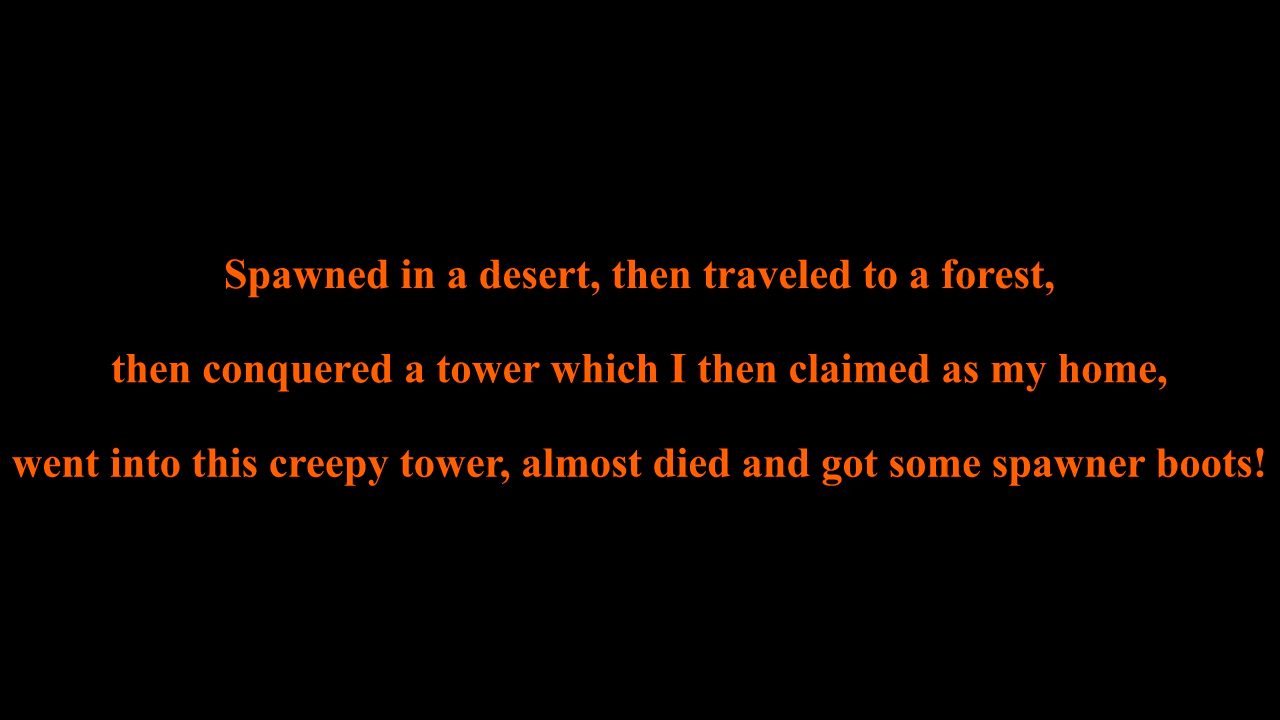 Spawned in a desert, then traveled to a forest,
then conquered a tower which I then claimed as my home,
went into this creepy tower, almost died and got some spawner boots!